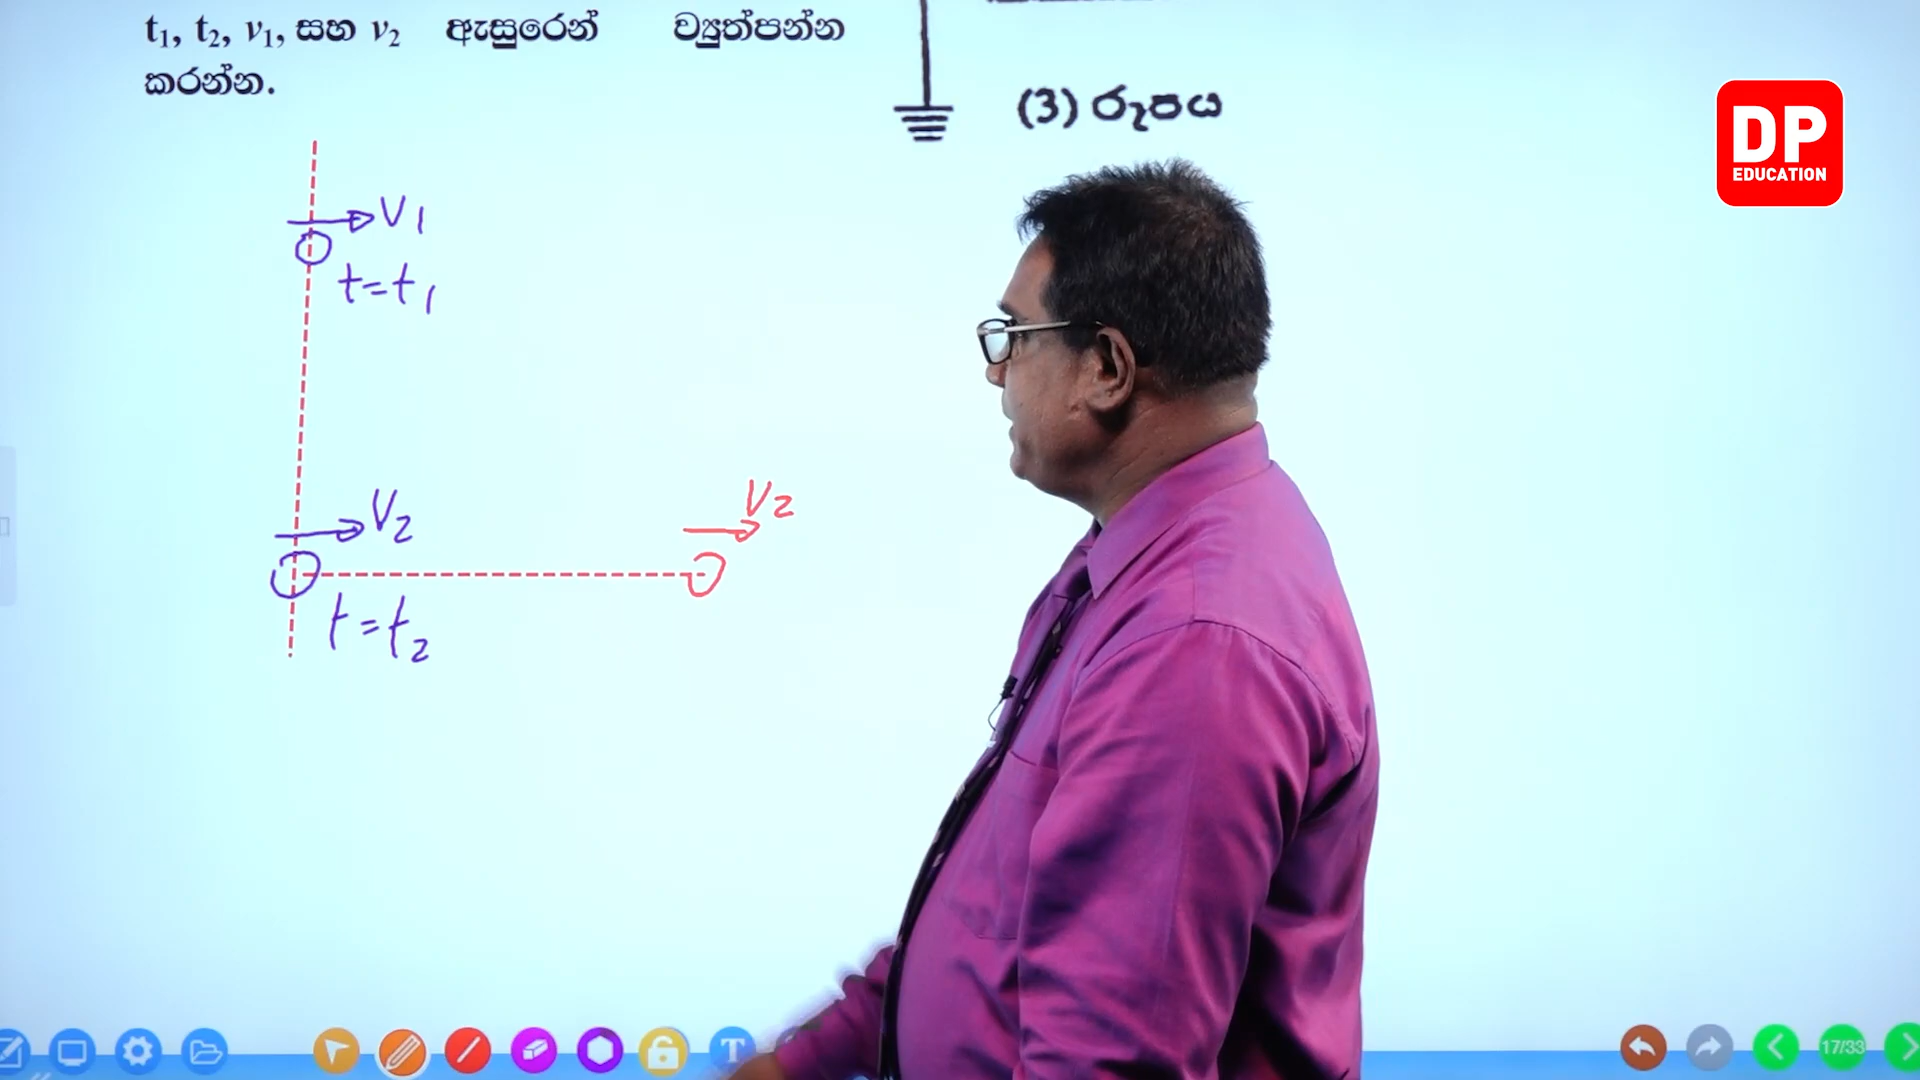 t₁, t₂, v₁, සහ v₂ ඇසුරෙන් ව්‍යුත්පන්න
කරන්න.
(3) රූපය
DP
EDUCATION
V1
t=t1
V2
V2
t=t2
T
17/33